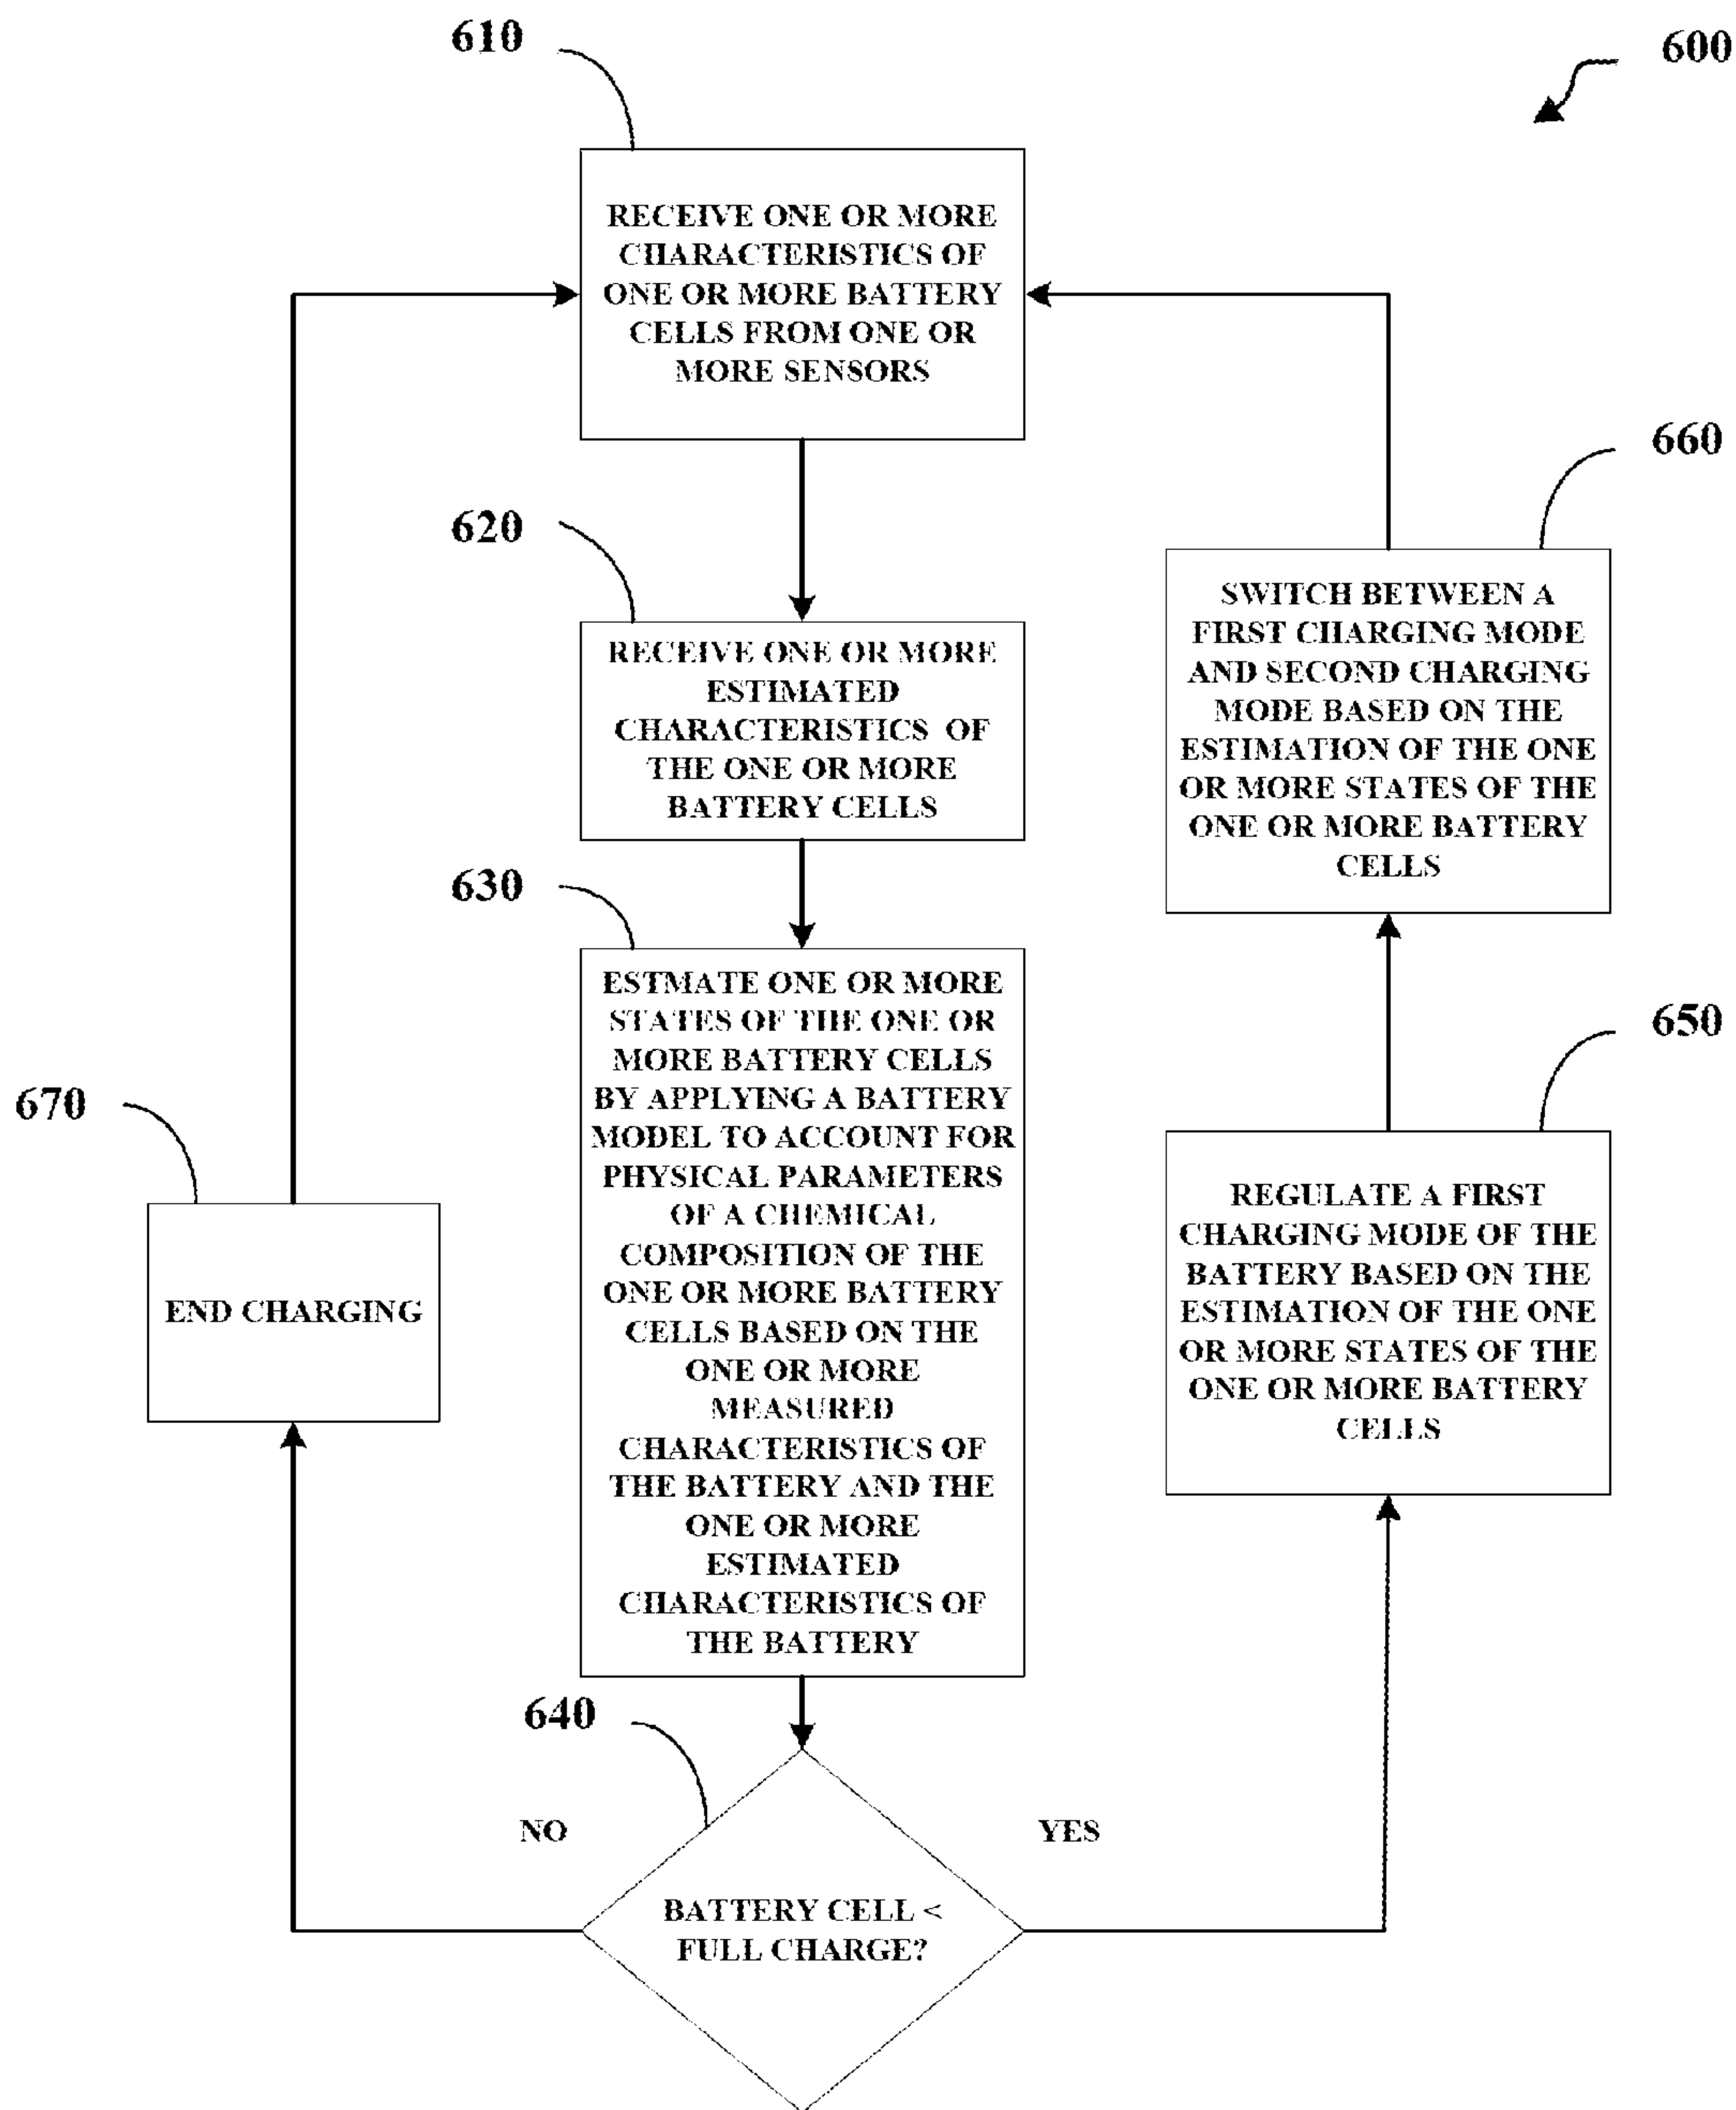 600
610
RECEIVE ONE OR MORE
CHARACTERISTICS OF
ONE OR MORE BATTERY
CELLS FROM ONE OR
MORE SENSORS
620
RECEIVE ONE OR MORE
ESTIMATED
CHARACTERISTICS OF
THE ONE OR MORE
BATTERY CELLS
630
ESTMATE ONE OR MORE
STATES OF THE ONE OR
MORE BATTERY CELLS
BY APPLYING A BATTERY
MODEL TO ACCOUNT FOR
PHYSICAL PARAMETERS
OF A CHEMICAL
COMPOSITION OF THE
ONE OR MORE BATTERY
CELLS BASED ON THE
ONE OR MORE
MEASURED
CHARACTERISTICS OF
THE BATTERY AND THE
ONE OR MORE
ESTIMATED
CHARACTERISTICS OF
THE BATTERY
640
BATTERY CELL <
FULL CHARGE?
NO
YES
650
REGULATE A FIRST
CHARGING MODE OF THE
BATTERY BASED ON THE
ESTIMATION OF THE ONE
OR MORE STATES OF THE
ONE OR MORE BATTERY
CELLS
660
SWITCH BETWEEN A
FIRST CHARGING MODE
AND SECOND CHARGING
MODE BASED ON THE
ESTIMATION OF THE ONE
OR MORE STATES OF THE
ONE OR MORE BATTERY
CELLS
670
END CHARGING